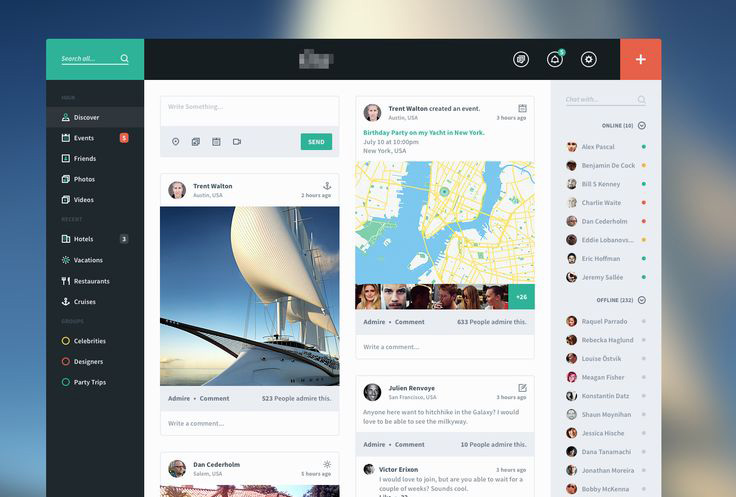 Search all...
5
+
MAIN
Discover
Events
5
Friends
Photos
Videos
RECENT
Hotels
3
Vacations
Restaurants
Cruises
GROUPS
Celebrities
Designers
Party Trips
Write Something...
SEND
Trent Walton
Austin, USA
2 hours ago
Admire • Comment
523 People admire this.
Write a comment...
Dan Cederholm
Salem, USA
5 hours ago
Trent Walton created an event.
Austin, USA
3 hours ago
Birthday Party on my Yacht in New York.
July 10 at 10:00pm
New York, USA
+26
Admire • Comment
633 People admire this.
Write a comment...
Julien Renvoye
San Francisco, USA
3 hours ago
Anyone here want to hitchhike in the Galaxy? I would
love to be able to see the milkyway.
Admire • Comment
10 People admire this.
Victor Erixon
3 hours ago
I would love to join, but are you able to wait for a
couple of weeks? Sounds cool.
Chat with...
ONLINE (10)
Alex Pascal
Benjamin De Cock
Bill S Kenney
Charlie Waite
Dan Cederholm
Eddie Lobanovs...
Eric Hoffman
Jeremy Sallée
OFFLINE (232)
Raquel Parrado
Rebecka Haglund
Louise Östvik
Meagan Fisher
Konstantin Datz
Shaun Moynihan
Jessica Hische
Dana Tanamachi
Jonathan Moreira
Bobby McKenna